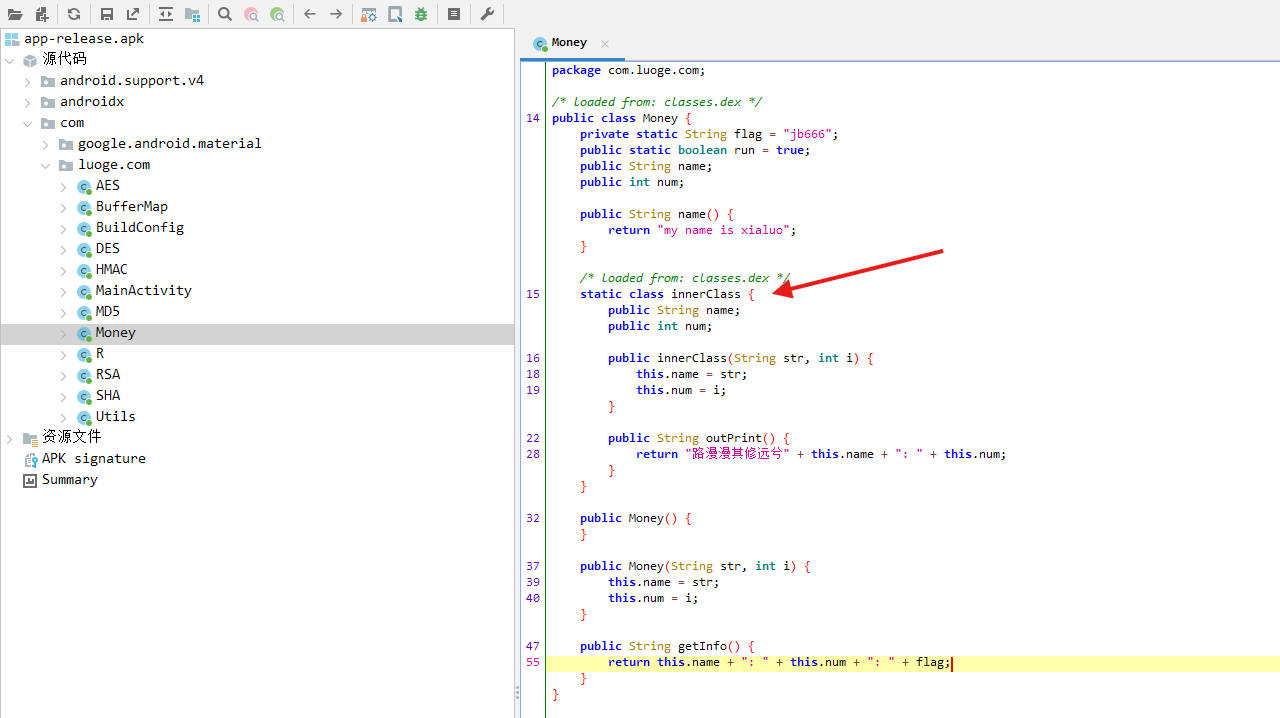 app-release.apk
源代码
android.support.v4
androidx
com
google.android.material
luoge.com
AES
BufferMap
BuildConfig
DES
HMAC
MainActivity
MD5
Money
R
RSA
SHA
Utils
资源文件
APK signature
Summary
Money
package com.luoge.com;
/* loaded from: classes.dex */
14 public class Money {
private static String flag = "jb666";
public static boolean run = true;
public String name;
public int num;
public String name() {
return "my name is xialuo";
}
/* loaded from: classes.dex */
15 static class innerClass {
public String name;
public int num;
16 public innerClass(String str, int i) {
18 this.name = str;
19 this.num = i;
}
22 public String outPrint() {
28 return "路漫漫其修远兮" + this.name + ": " + this.num;
}
}
32 public Money() {
}
37 public Money(String str, int i) {
39 this.name = str;
40 this.num = i;
}
47 public String getInfo() {
55 return this.name + ": " + this.num + ": " + flag;
}
}